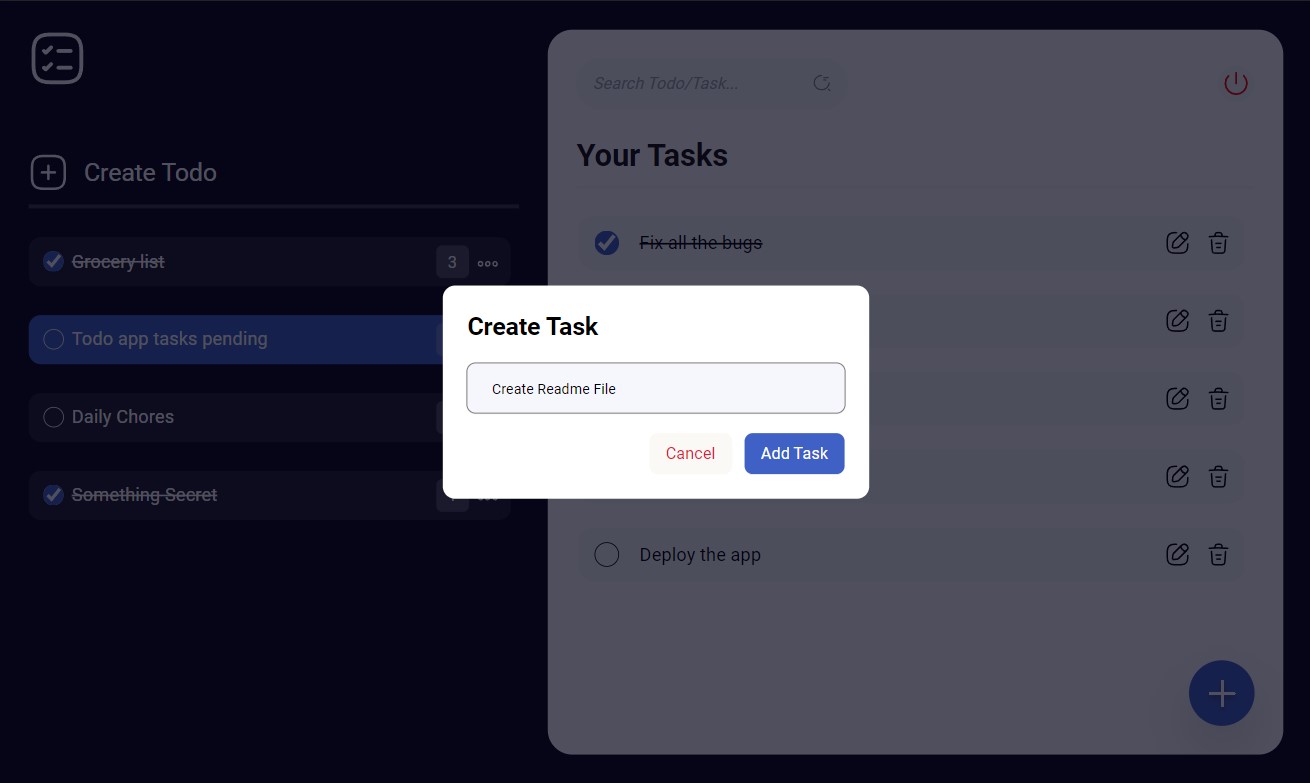 Search Todo/Task...
Your Tasks
Create Todo
Grocery list
3
Todo app tasks pending
Daily Chores
Something Secret
Fix all the bugs
Create Task
Create Readme File
Cancel
Add Task
Deploy the app